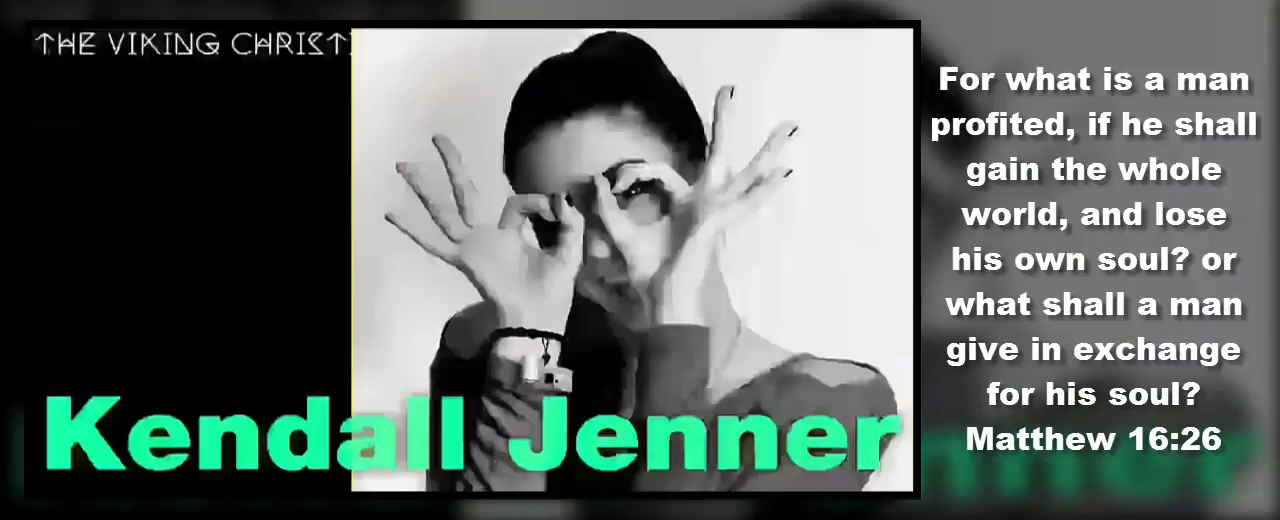 THE VIKING CHRISTI
Kendall Jenner
For what is a man
profited, if he shall
gain the whole
world, and lose
his own soul? or
what shall a man
give in exchange
for his soul?
Matthew 16:26